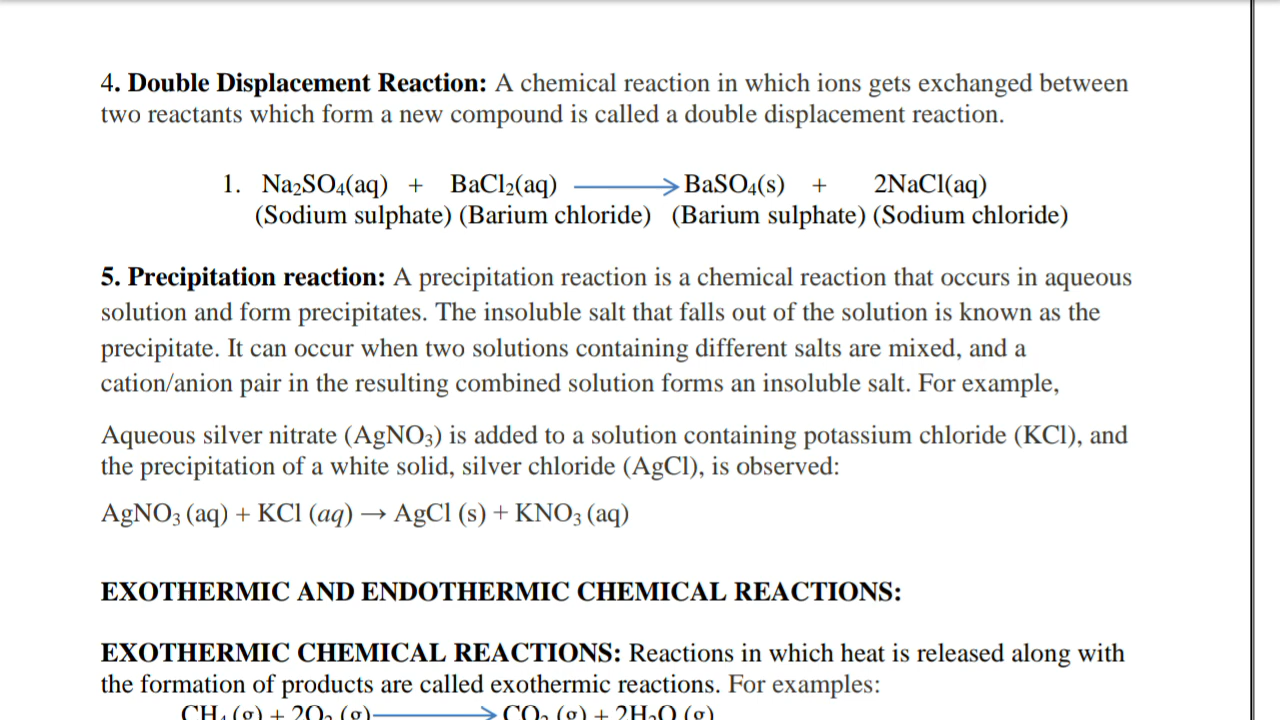 4. Double Displacement Reaction: A chemical reaction in which ions gets exchanged between
two reactants which form a new compound is called a double displacement reaction.
1. Na₂SO₄(aq) + BaCl₂(aq) ⟶ BaSO₄(s) + 2NaCl(aq)
(Sodium sulphate) (Barium chloride) (Barium sulphate) (Sodium chloride)
5. Precipitation reaction: A precipitation reaction is a chemical reaction that occurs in aqueous
solution and form precipitates. The insoluble salt that falls out of the solution is known as the
precipitate. It can occur when two solutions containing different salts are mixed, and a
cation/anion pair in the resulting combined solution forms an insoluble salt. For example,
Aqueous silver nitrate (AgNO₃) is added to a solution containing potassium chloride (KCl), and
the precipitation of a white solid, silver chloride (AgCl), is observed:
AgNO₃ (aq) + KCl (aq) → AgCl (s) + KNO₃ (aq)
EXOTHERMIC AND ENDOTHERMIC CHEMICAL REACTIONS:
EXOTHERMIC CHEMICAL REACTIONS: Reactions in which heat is released along with
the formation of products are called exothermic reactions. For examples:
CH₄ (g) + 2O₂ (g) ⟶ CO₂ (g) + 2H₂O (g)